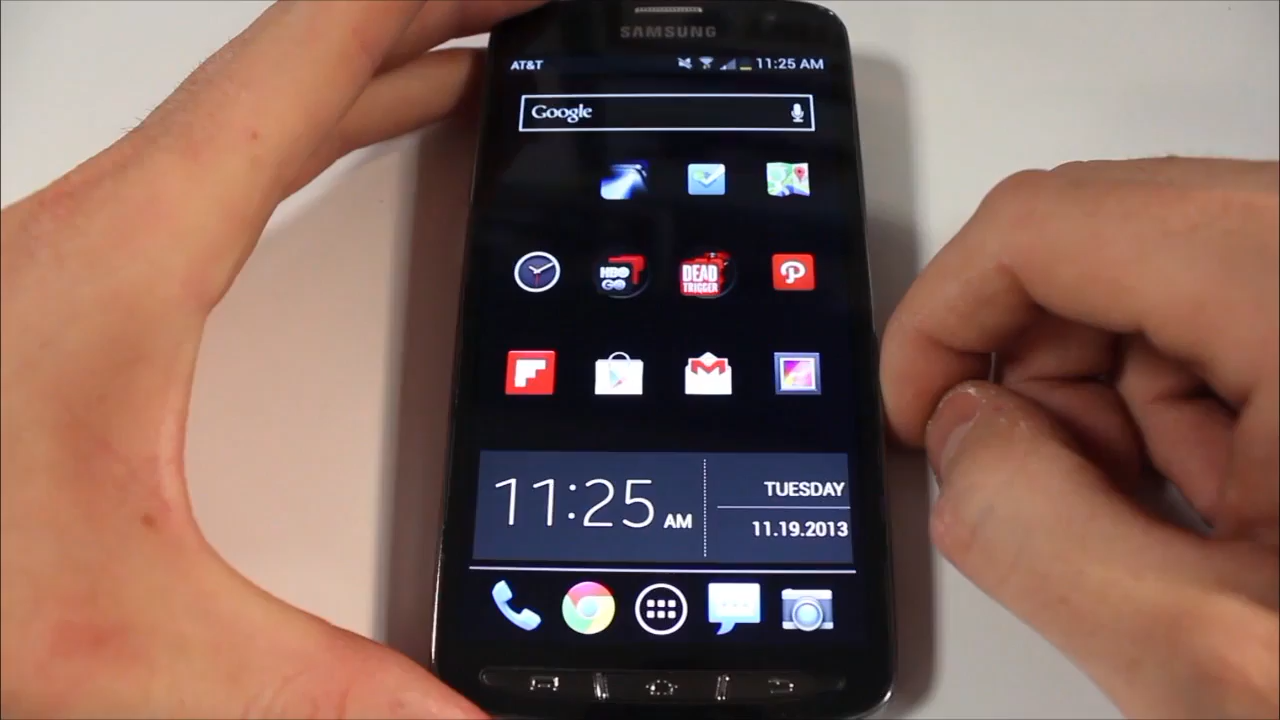 SAMSUNG
AT&T 11:25 AM
Google
HBO
GO
DEAD
TRIGGER
11:25 AM
TUESDAY
11.19.2013